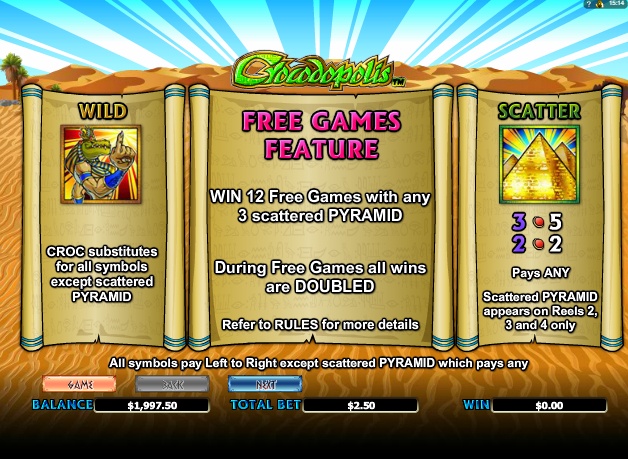 ? 15:14
Crocodopolis™
WILD
CROC substitutes
for all symbols
except scattered
PYRAMID
FREE GAMES
FEATURE
WIN 12 Free Games with any
3 scattered PYRAMID
During Free Games all wins
are DOUBLED
Refer to RULES for more details
SCATTER
3 5
2 2
Pays ANY
Scattered PYRAMID
appears on Reels 2,
3 and 4 only
All symbols pay Left to Right except scattered PYRAMID which pays any
GAME BACK NEXT
BALANCE $1,997.50 TOTAL BET $2.50 WIN $0.00